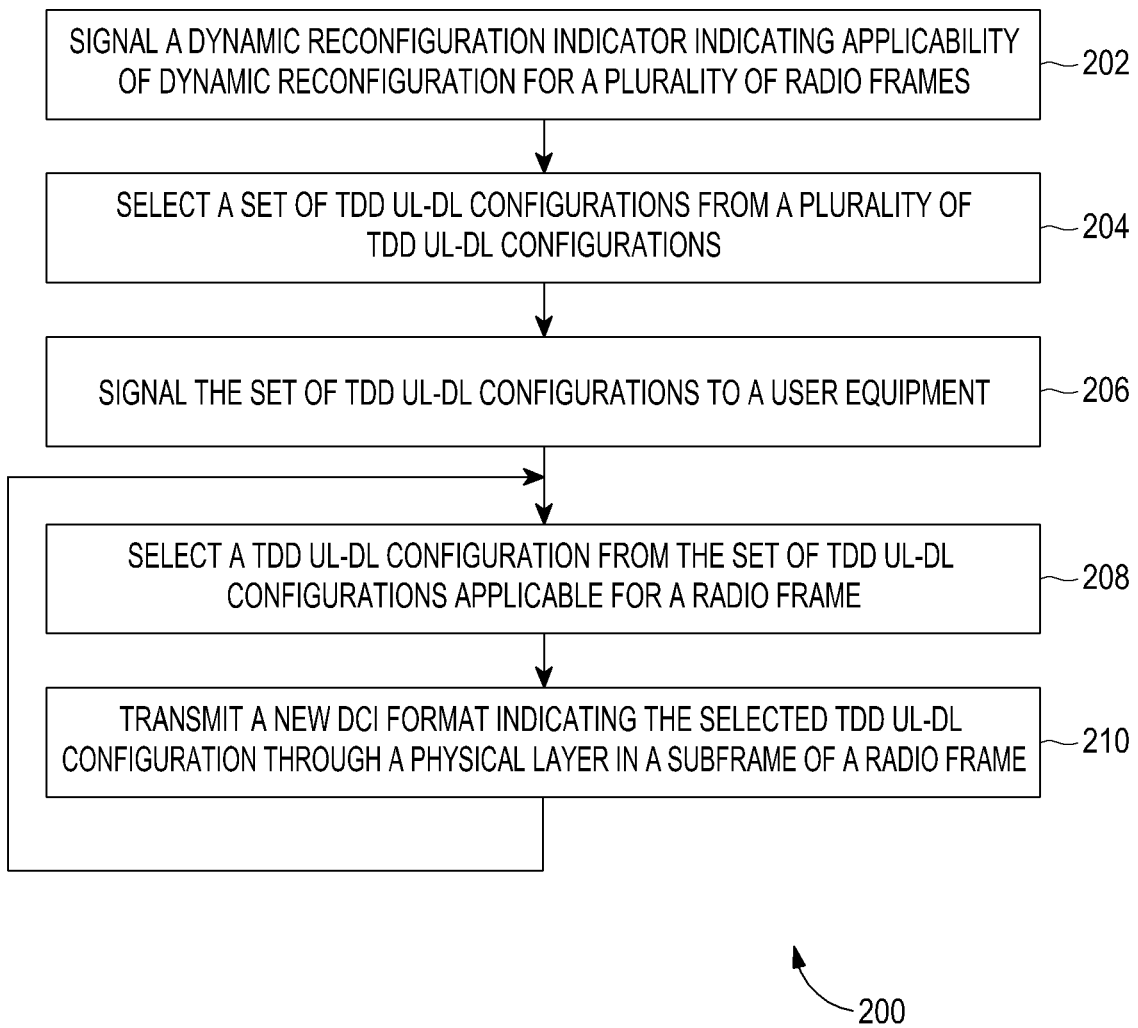 SIGNAL A DYNAMIC RECONFIGURATION INDICATOR INDICATING APPLICABILITY
OF DYNAMIC RECONFIGURATION FOR A PLURALITY OF RADIO FRAMES
202
SELECT A SET OF TDD UL-DL CONFIGURATIONS FROM A PLURALITY OF
TDD UL-DL CONFIGURATIONS
204
SIGNAL THE SET OF TDD UL-DL CONFIGURATIONS TO A USER EQUIPMENT
206
SELECT A TDD UL-DL CONFIGURATION FROM THE SET OF TDD UL-DL
CONFIGURATIONS APPLICABLE FOR A RADIO FRAME
208
TRANSMIT A NEW DCI FORMAT INDICATING THE SELECTED TDD UL-DL
CONFIGURATION THROUGH A PHYSICAL LAYER IN A SUBFRAME OF A RADIO FRAME
210
200